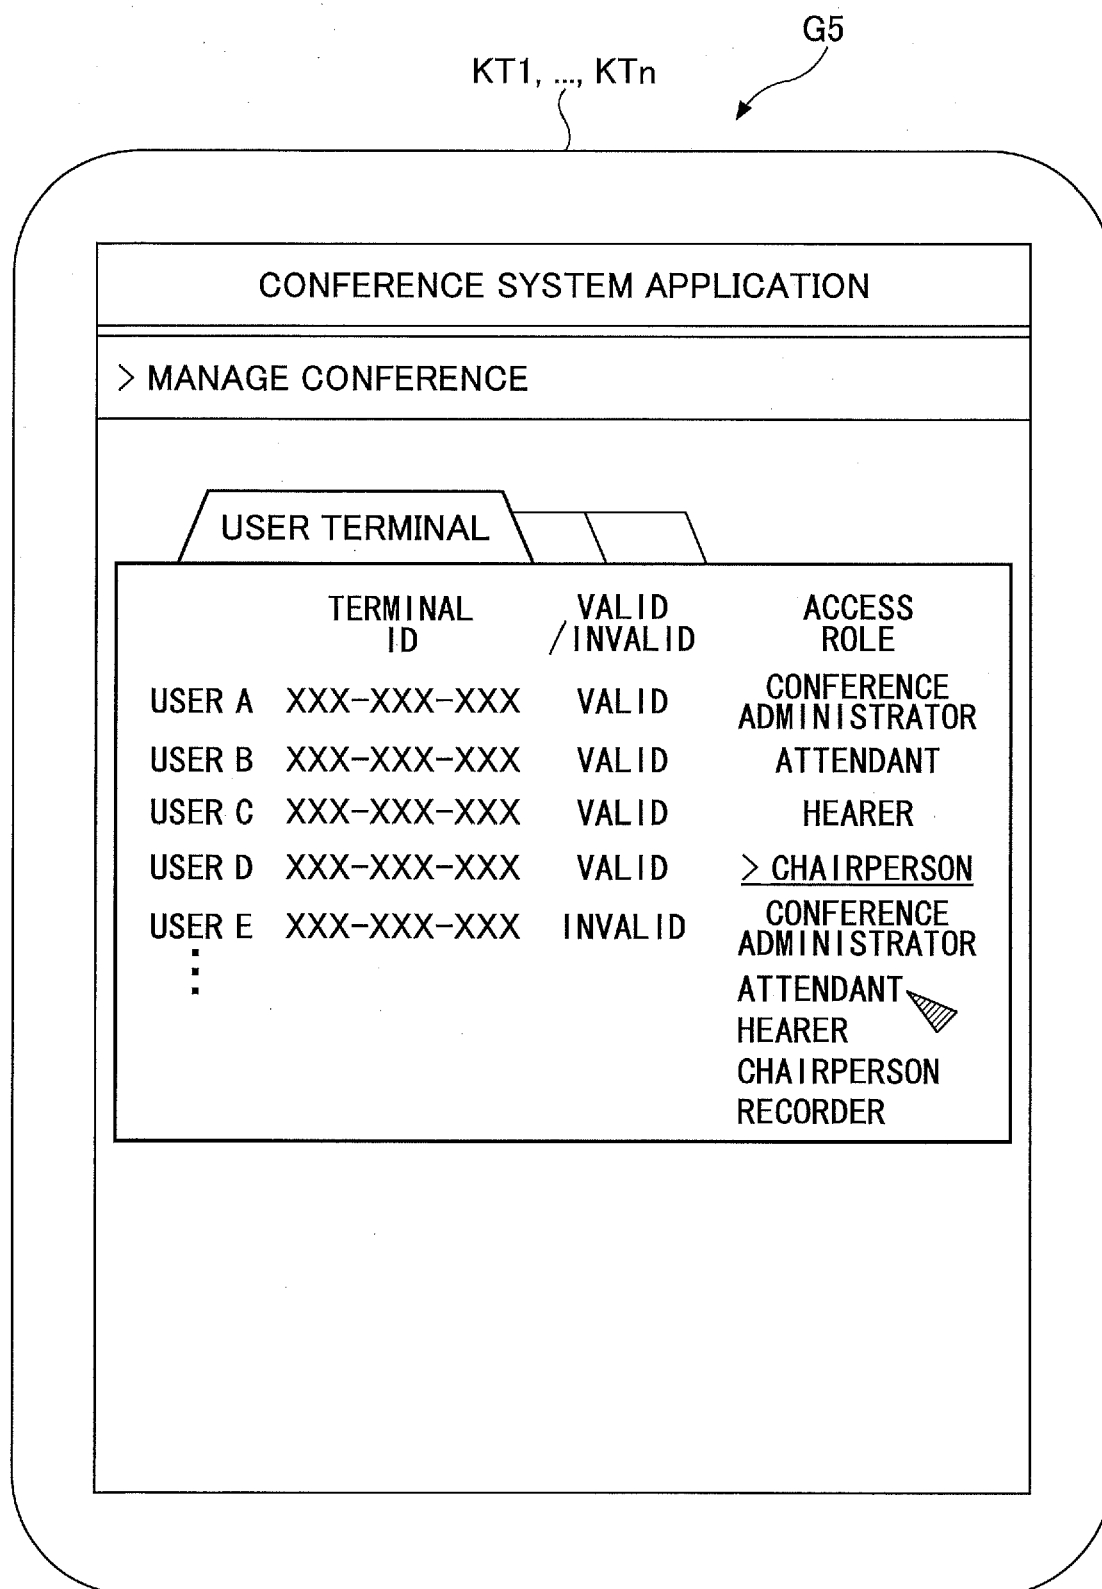 G5
KT1, ..., KTn
CONFERENCE SYSTEM APPLICATION
> MANAGE CONFERENCE
USER TERMINAL
TERMINAL ID VALID /INVALID ACCESS ROLE
USER A XXX-XXX-XXX VALID CONFERENCE ADMINISTRATOR
USER B XXX-XXX-XXX VALID ATTENDANT
USER C XXX-XXX-XXX VALID HEARER
USER D XXX-XXX-XXX VALID > CHAIRPERSON
USER E XXX-XXX-XXX INVALID CONFERENCE ADMINISTRATOR
ATTENDANT
HEARER
CHAIRPERSON
RECORDER